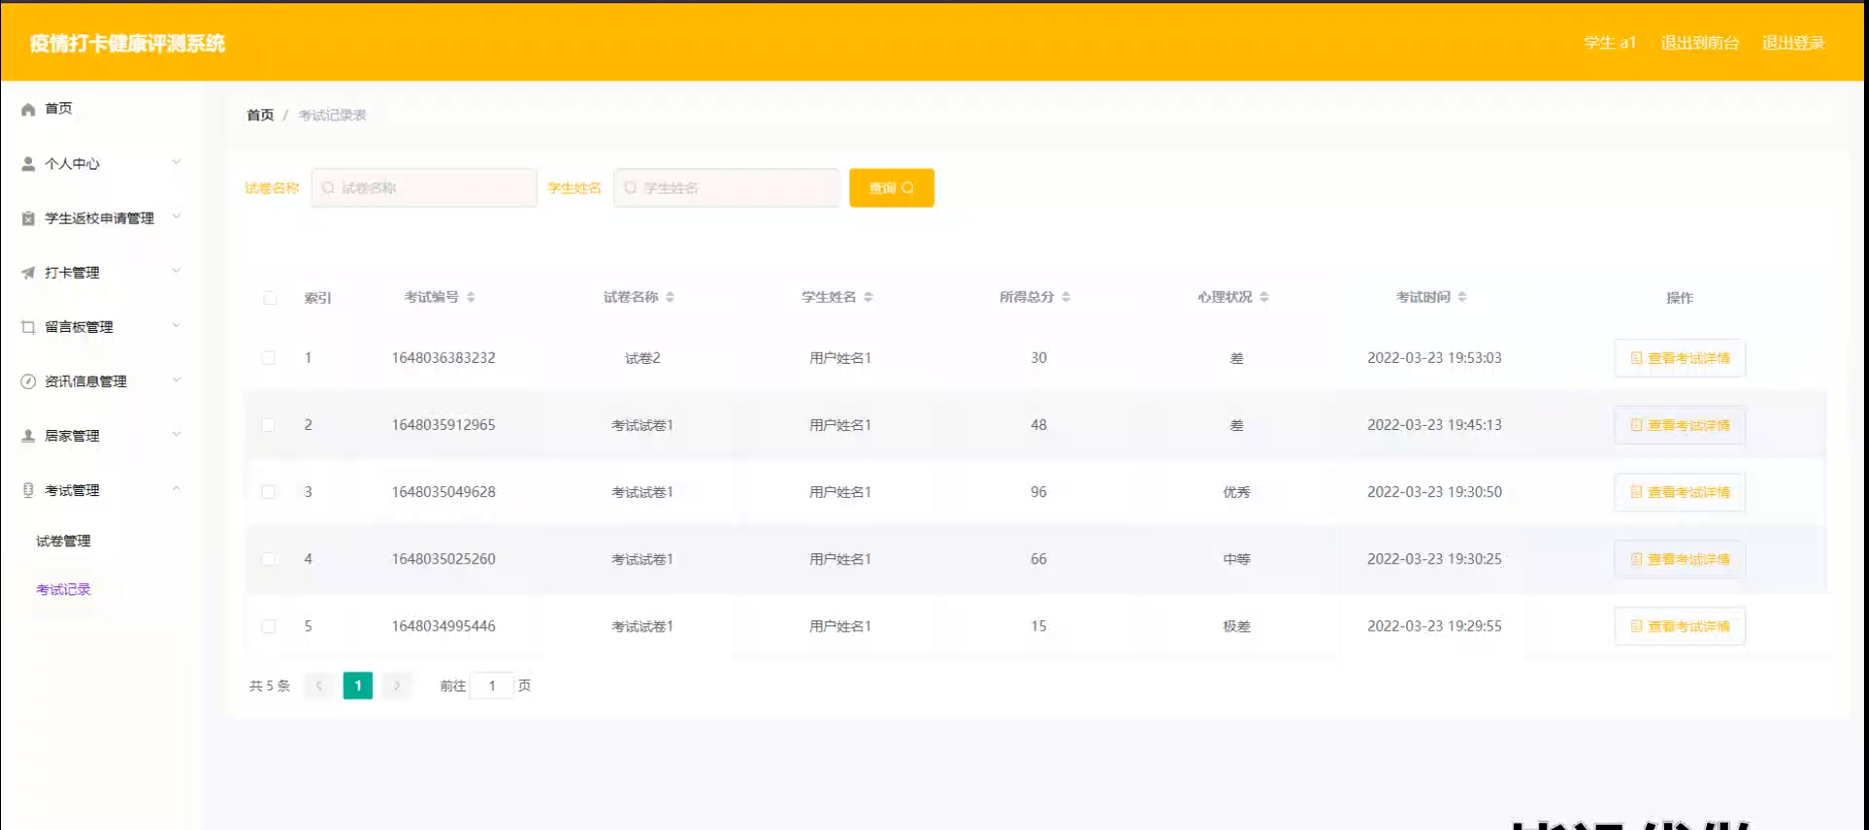 疫情打卡健康评测系统
学生 a1 退出到前台 退出登录
首页
个人中心
学生返校申请管理
打卡管理
留言板管理
资讯信息管理
居家管理
考试管理
试卷管理
考试记录
首页 / 考试记录表
试卷名称 试卷名称 学生姓名 学生姓名 查询
索引 考试编号 试卷名称 学生姓名 所得总分 心理状况 考试时间 操作
1 1648036383232 试卷2 用户姓名1 30 差 2022-03-23 19:53:03 查看考试详情
2 1648035912965 考试试卷1 用户姓名1 48 差 2022-03-23 19:45:13 查看考试详情
3 1648035049628 考试试卷1 用户姓名1 96 优秀 2022-03-23 19:30:50 查看考试详情
4 1648035025260 考试试卷1 用户姓名1 66 中等 2022-03-23 19:30:25 查看考试详情
5 1648034995446 考试试卷1 用户姓名1 15 极差 2022-03-23 19:29:55 查看考试详情
共 5 条 1 前往 1 页